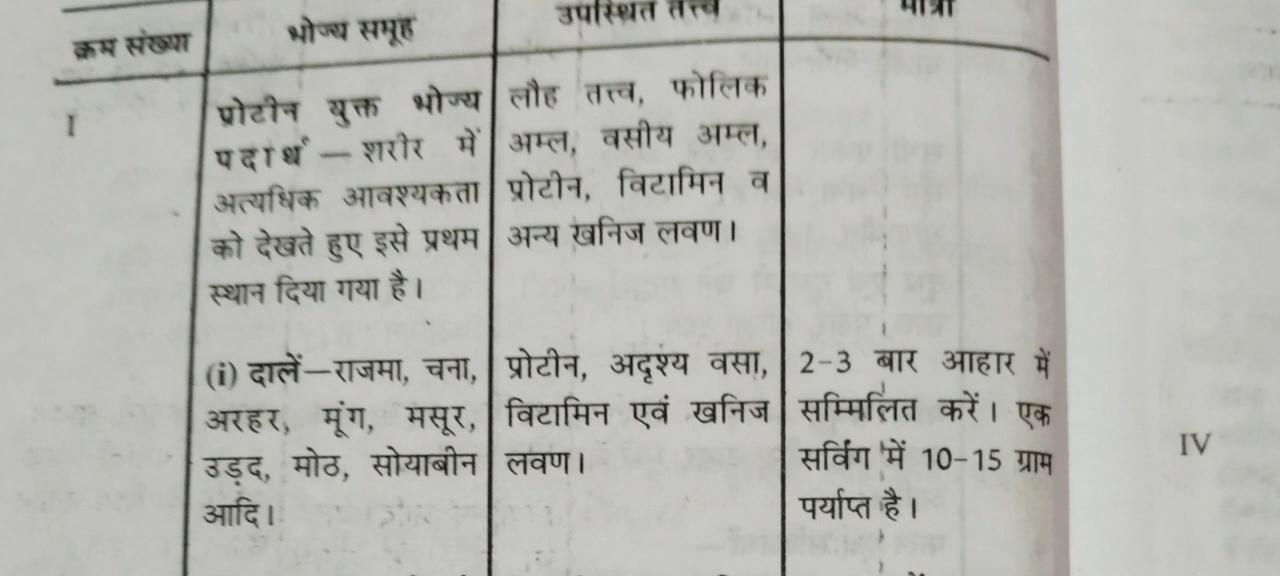 क्रम संख्या भोज्य समूह उपस्थित तत्त्व मात्रा
I
प्रोटीन युक्त भोज्य
पदार्थ — शरीर में
अत्यधिक आवश्यकता
को देखते हुए इसे प्रथम
स्थान दिया गया है।
लौह तत्त्व, फोलिक
अम्ल, वसीय अम्ल,
प्रोटीन, विटामिन व
अन्य खनिज लवण।
(i) दालें—राजमा, चना,
अरहर, मूंग, मसूर,
उड़द, मोठ, सोयाबीन
आदि।
प्रोटीन, अदृश्य वसा,
विटामिन एवं खनिज
लवण।
2-3 बार आहार में
सम्मिलित करें। एक
सर्विंग में 10-15 ग्राम
पर्याप्त है।
IV